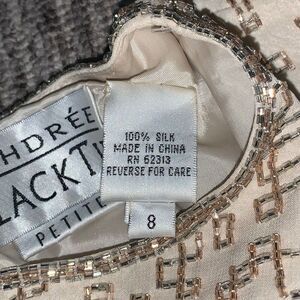 HDRÉE
LACKT
PETITE
100% SILK
MADE IN CHINA
RN 62313
REVERSE FOR CARE
8